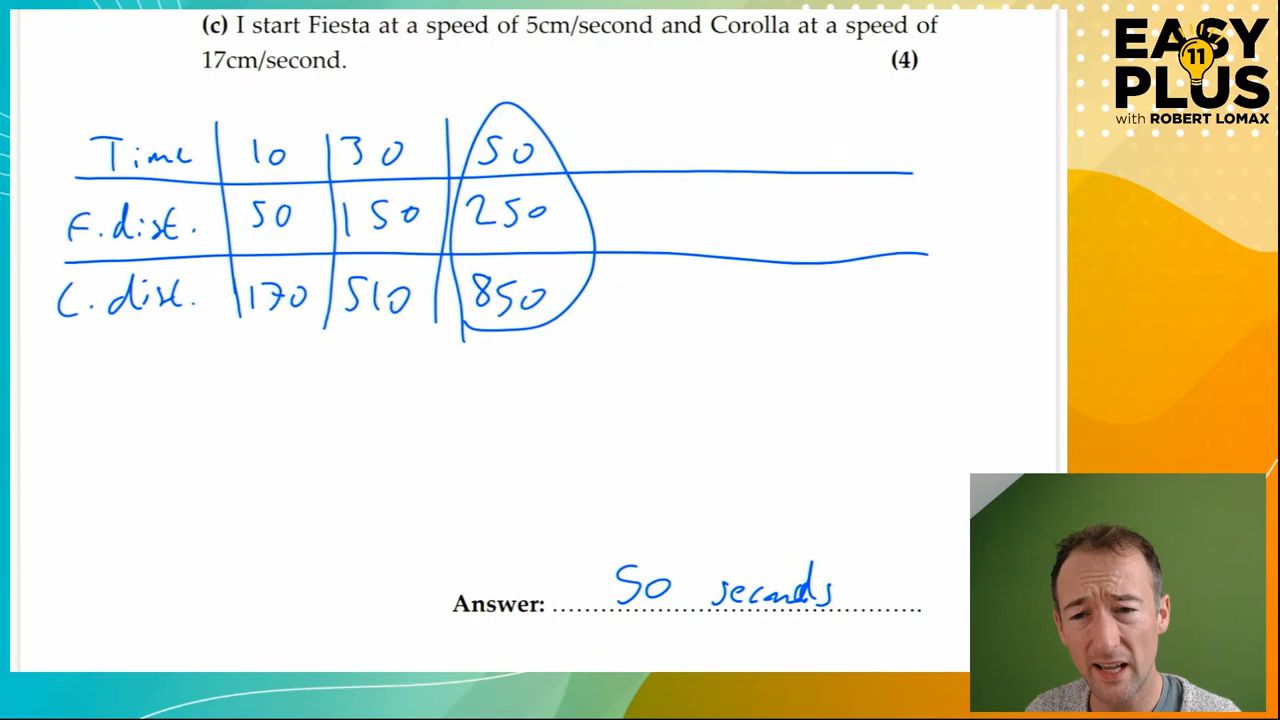 (c) I start Fiesta at a speed of 5cm/second and Corolla at a speed of
17cm/second. (4)
EASY
11
PLUS
with ROBERT LOMAX
Time 10 30 50
F. dist. 50 150 250
C. dist. 170 510 850
Answer: 50 seconds